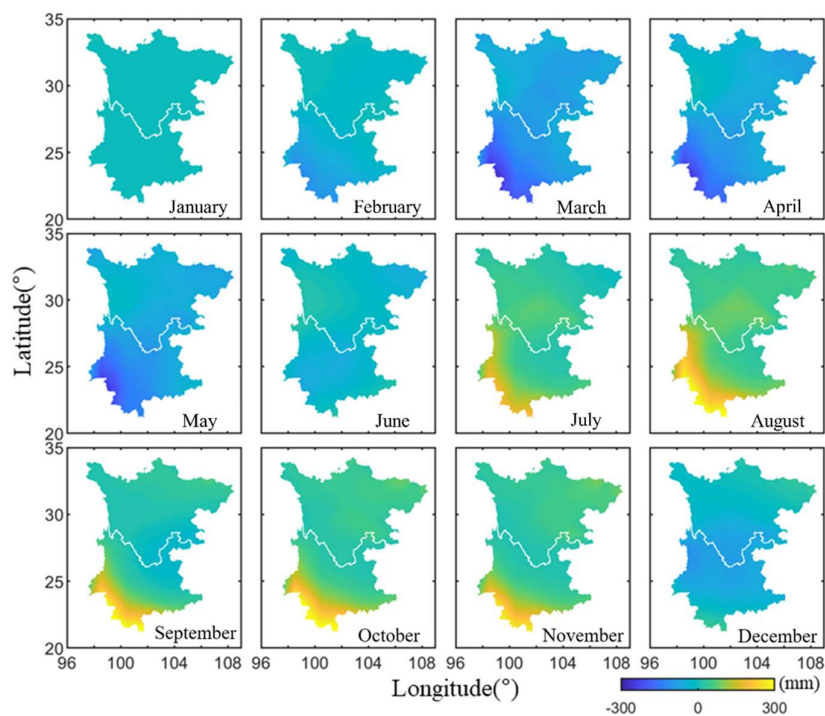 35
30
25
20
January
February
March
April
35
30
25
20
May
June
July
August
35
30
25
20
September
October
November
December
96 100 104 108
96 100 104 108
96 100 104 108
96 100 104 108
Latitude(°)
Longitude(°)
(mm)
-300 0 300